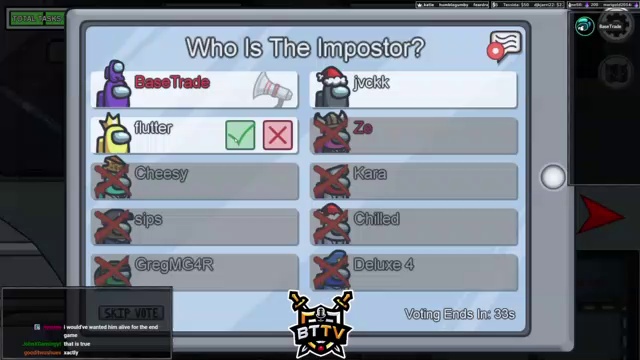 TOTAL TASKS
BaseTrade
Who Is The Impostor?
BaseTrade
jvckk
flutter
Ze
Cheesy
Kara
sips
Chilled
GregMG4R
Deluxe 4
SKIP VOTE
Voting Ends In: 33s
BTTV
I would've wanted him alive for the end
game
that is true
xactly